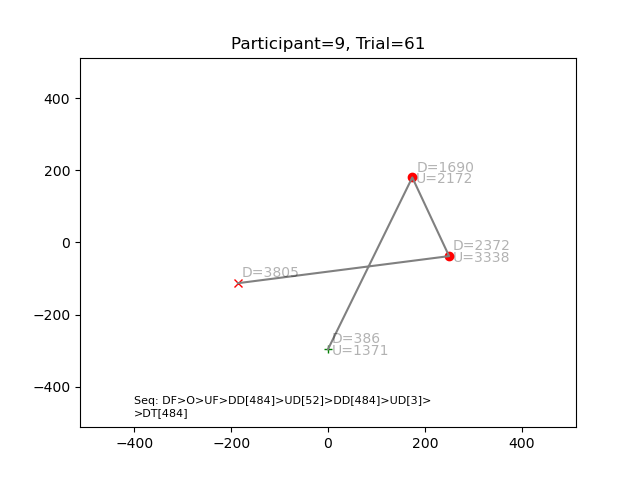 Participant=9, Trial=61
400
200
0
−200
−400
D=1690
U=2172
D=2372
U=3338
D=3805
D=386
U=1371
Seq: DF>O>UF>DD[484]>UD[52]>DD[484]>UD[3]>
>DT[484]
−400
−200
0
200
400